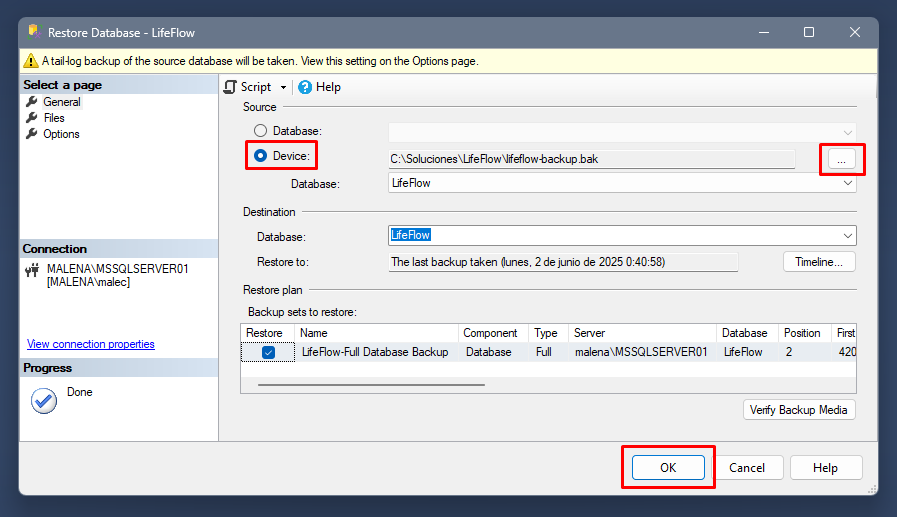 Restore Database - LifeFlow
A tail-log backup of the source database will be taken. View this setting on the Options page.
Select a page
General
Files
Options
Script
Help
Source
Database:
Device:
C:\Soluciones\LifeFlow\lifeflow-backup.bak
...
Database:
LifeFlow
Destination
Database:
LifeFlow
Restore to:
The last backup taken (lunes, 2 de junio de 2025 0:40:58)
Timeline...
Restore plan
Backup sets to restore:
Restore Name Component Type Server Database Position First
LifeFlow-Full Database Backup Database Full malena\MSSQLSERVER01 LifeFlow 2 420
Verify Backup Media
Connection
MALENA\MSSQLSERVER01
[MALENA\malec]
View connection properties
Progress
Done
OK
Cancel
Help